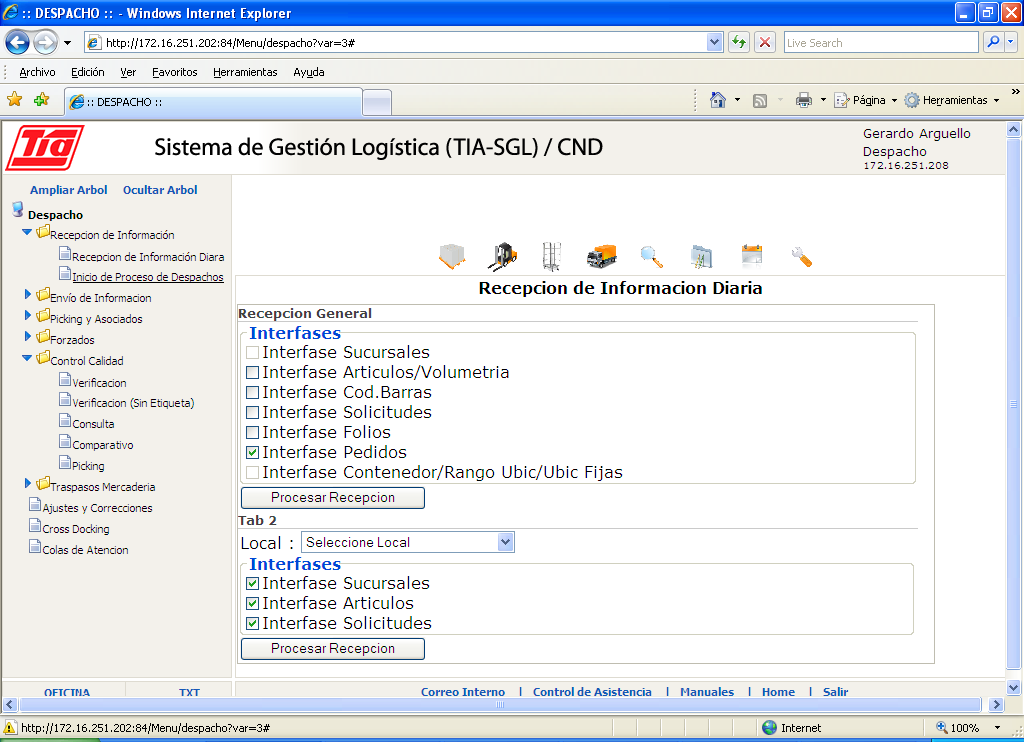 :: DESPACHO :: - Windows Internet Explorer
http://172.16.251.202:84/Menu/despacho?var=3#
Live Search
Archivo Edición Ver Favoritos Herramientas Ayuda
:: DESPACHO ::
Página Herramientas »
Tia
Sistema de Gestión Logística (TIA-SGL) / CND
Gerardo Arguello
Despacho
172.16.251.208
Ampliar Arbol Ocultar Arbol
Despacho
Recepcion de Información
Recepcion de Información Diara
Inicio de Proceso de Despachos
Envío de Informacion
Picking y Asociados
Forzados
Control Calidad
Verificacion
Verificacion (Sin Etiqueta)
Consulta
Comparativo
Picking
Traspasos Mercaderia
Ajustes y Correcciones
Cross Docking
Colas de Atencion
Recepcion de Informacion Diaria
Recepcion General
Interfases
Interfase Sucursales
Interfase Articulos/Volumetria
Interfase Cod.Barras
Interfase Solicitudes
Interfase Folios
Interfase Pedidos
Interfase Contenedor/Rango Ubic/Ubic Fijas
Procesar Recepcion
Tab 2
Local : Seleccione Local
Interfases
Interfase Sucursales
Interfase Articulos
Interfase Solicitudes
Procesar Recepcion
OFICINA TXT
Correo Interno | Control de Asistencia | Manuales | Home | Salir
http://172.16.251.202:84/Menu/despacho?var=3# Internet 100%